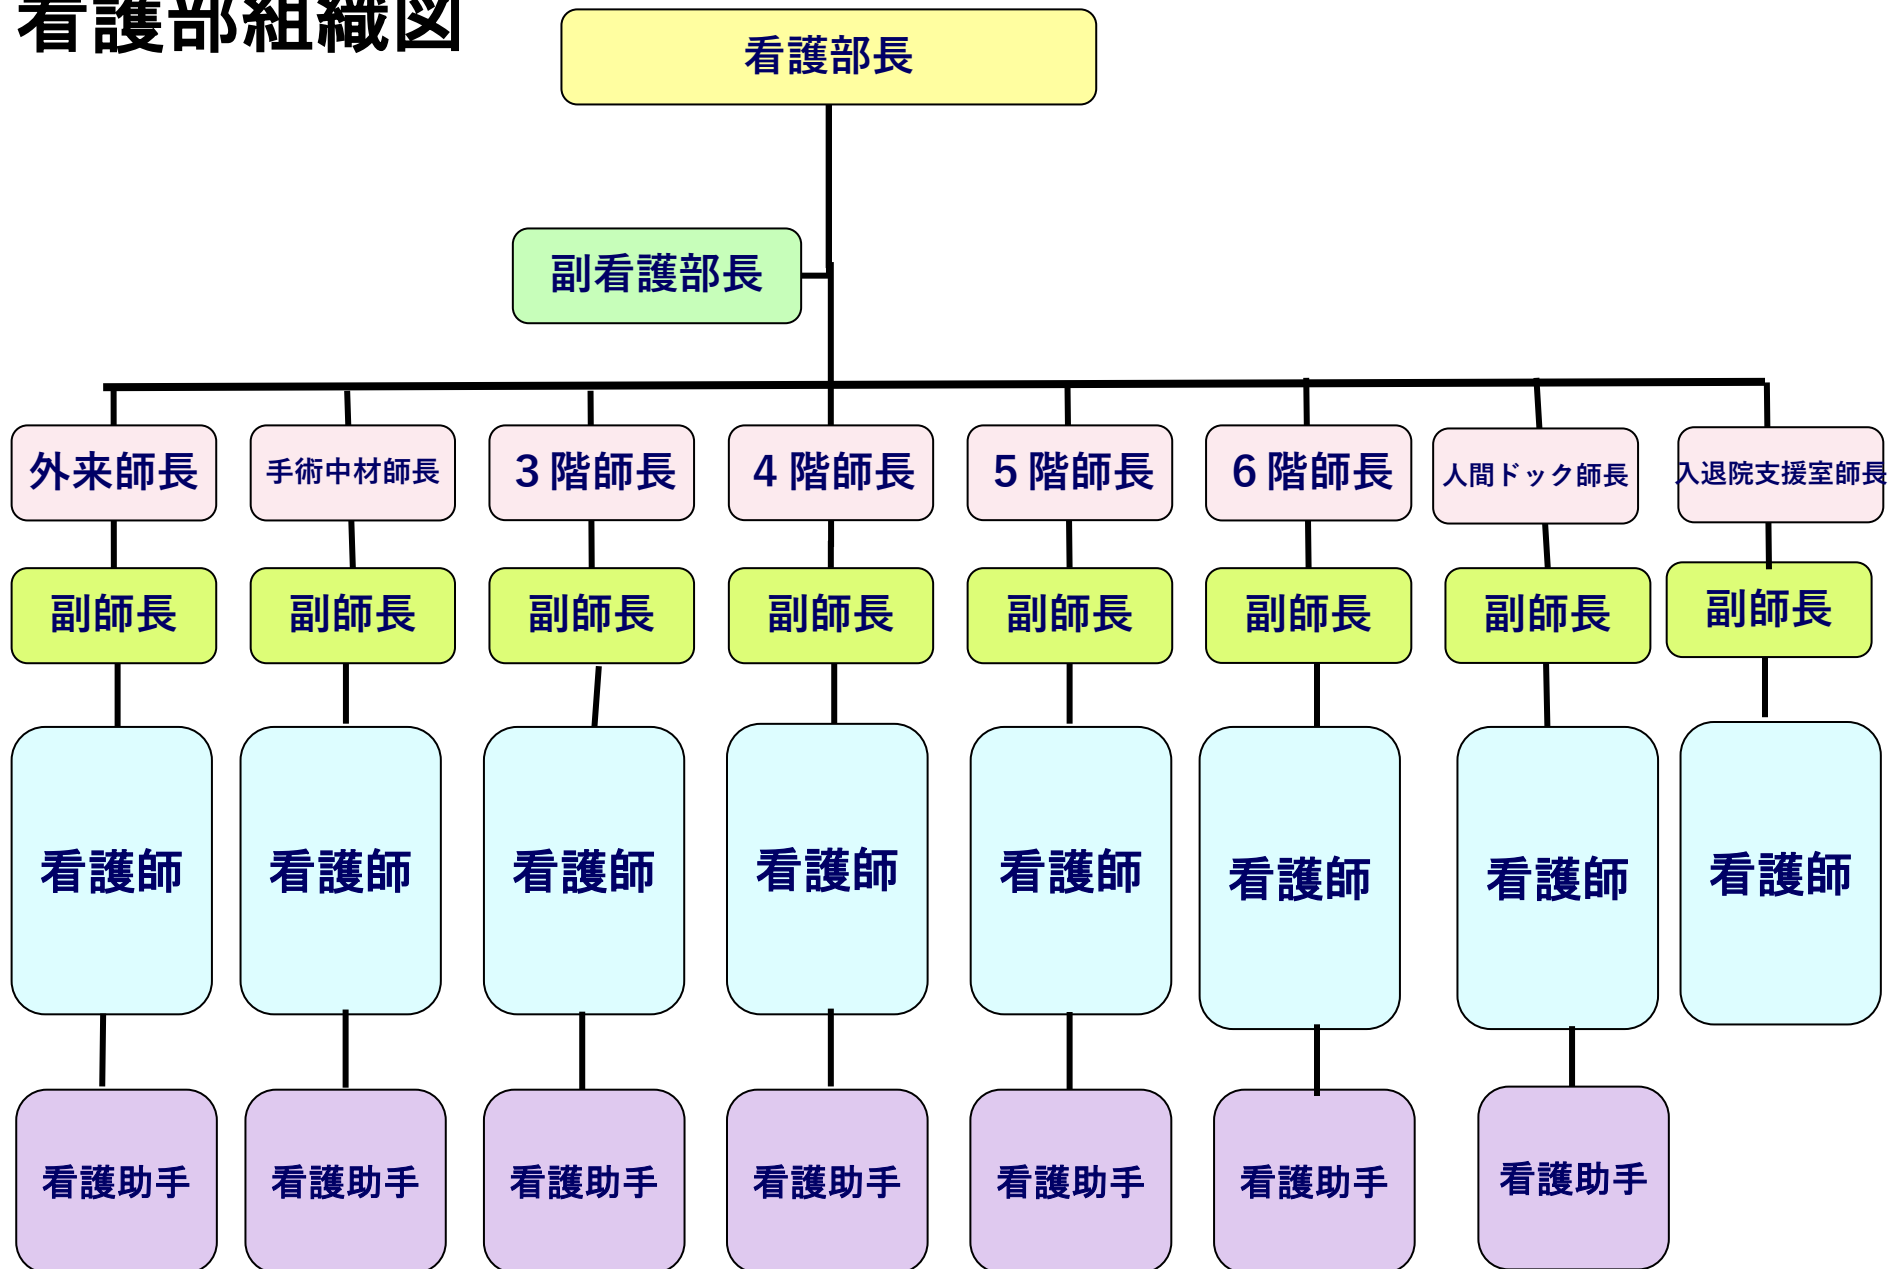 看護部組織図
看護部長
副看護部長
外来師長
手術中材師長
３階師長
４階師長
５階師長
６階師長
人間ドック師長
入退院支援室師長
副師長
副師長
副師長
副師長
副師長
副師長
副師長
副師長
看護師
看護師
看護師
看護師
看護師
看護師
看護師
看護師
看護助手
看護助手
看護助手
看護助手
看護助手
看護助手
看護助手